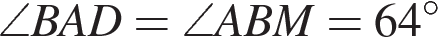 ∠BAD = ∠ABM = 64°